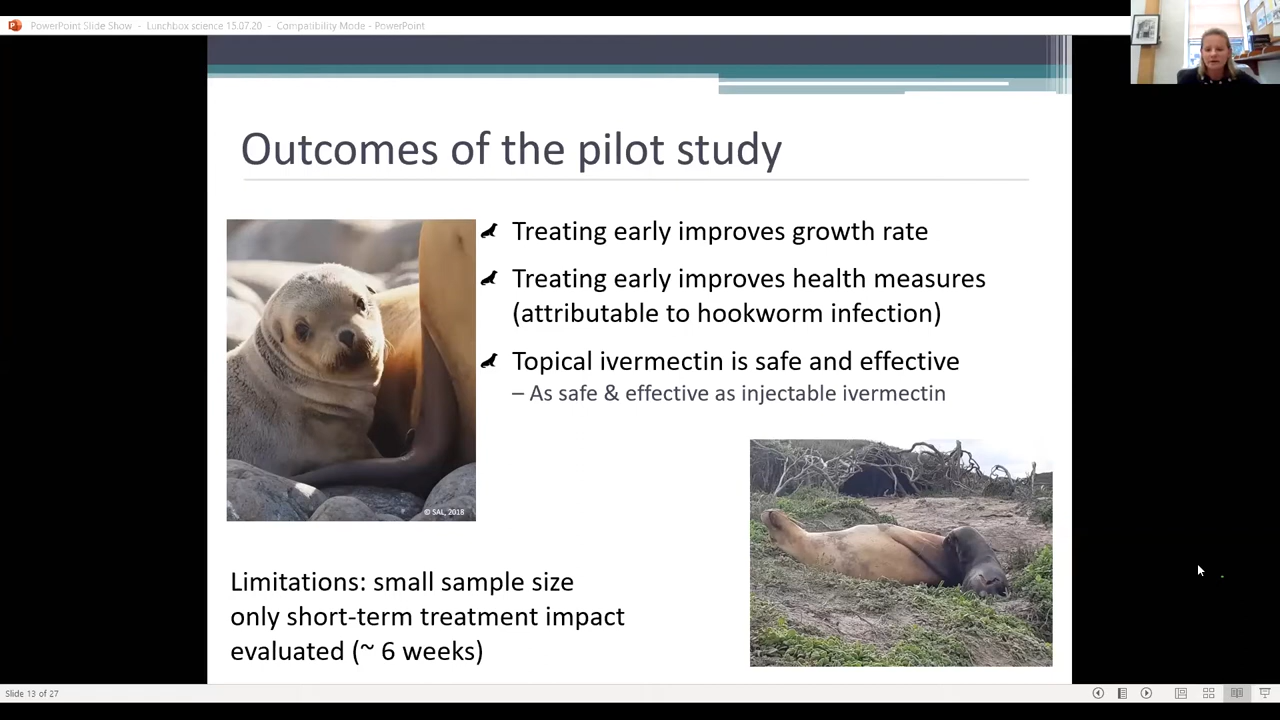 PowerPoint Slide Show - Lunchbox science 15.07.20 - Compatibility Mode - PowerPoint
Outcomes of the pilot study
Treating early improves growth rate
Treating early improves health measures
(attributable to hookworm infection)
Topical ivermectin is safe and effective
– As safe & effective as injectable ivermectin
© SAL, 2018
Limitations: small sample size
only short-term treatment impact
evaluated (~ 6 weeks)
Slide 13 of 27